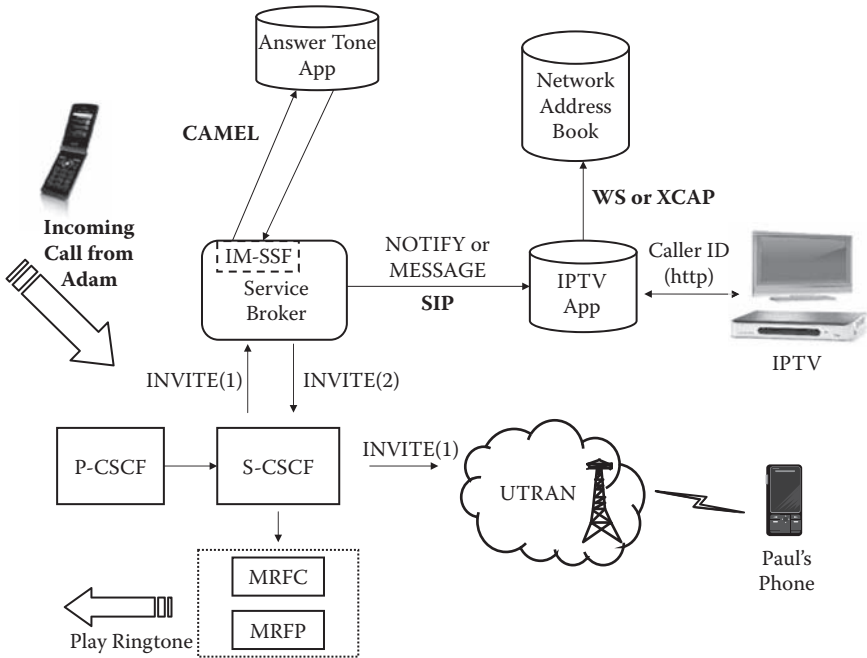 Answer Tone
App
Network
Address
Book
CAMEL
WS or XCAP
Incoming
Call from
Adam
IM-SSF
Service
Broker
NOTIFY or
MESSAGE
SIP
IPTV
App
Caller ID
(http)
IPTV
INVITE(1)
INVITE(2)
P-CSCF
S-CSCF
INVITE(1)
UTRAN
Paul's
Phone
MRFC
MRFP
Play Ringtone